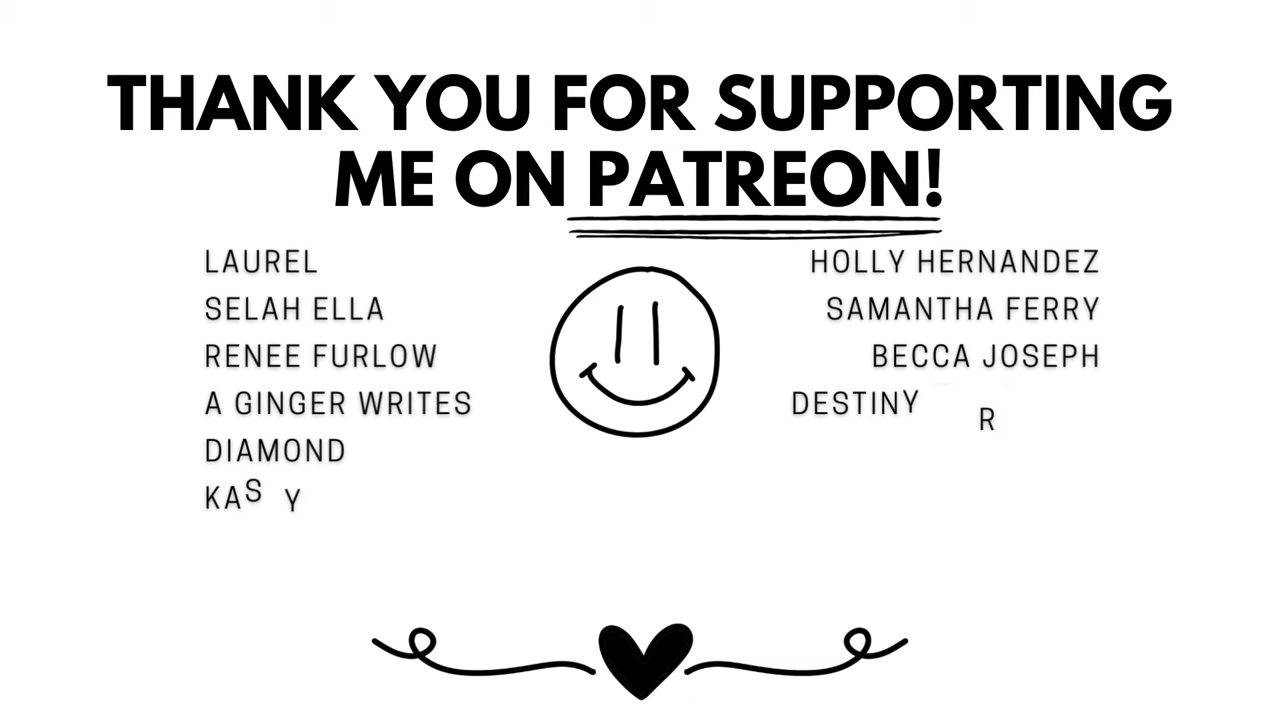 THANK YOU FOR SUPPORTING
ME ON PATREON!
LAUREL
SELAH ELLA
RENEE FURLOW
A GINGER WRITES
DIAMOND
HOLLY HERNANDEZ
SAMANTHA FERRY
BECCA JOSEPH
DESTINY